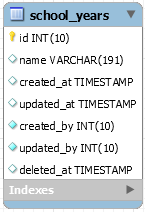 school_years
id INT(10)
name VARCHAR(191)
created_at TIMESTAMP
updated_at TIMESTAMP
created_by INT(10)
updated_by INT(10)
deleted_at TIMESTAMP
Indexes